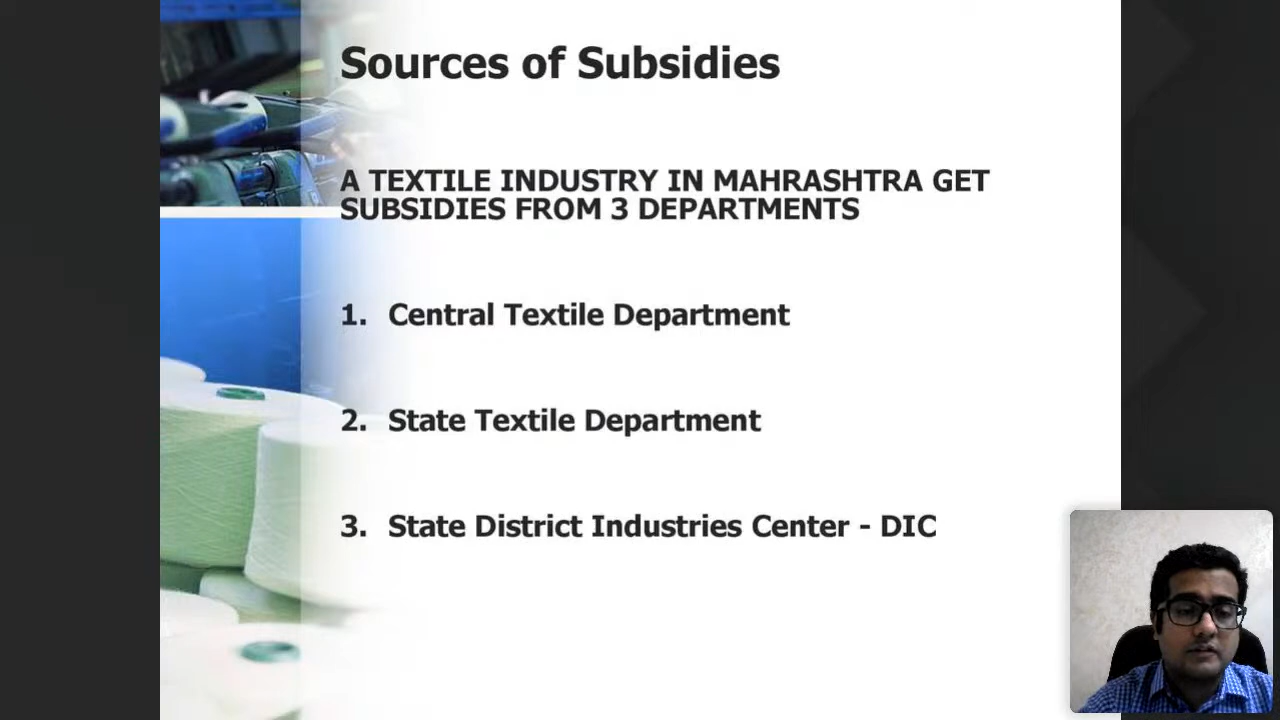 Sources of Subsidies
A TEXTILE INDUSTRY IN MAHRASHTRA GET
SUBSIDIES FROM 3 DEPARTMENTS
1. Central Textile Department
2. State Textile Department
3. State District Industries Center - DIC